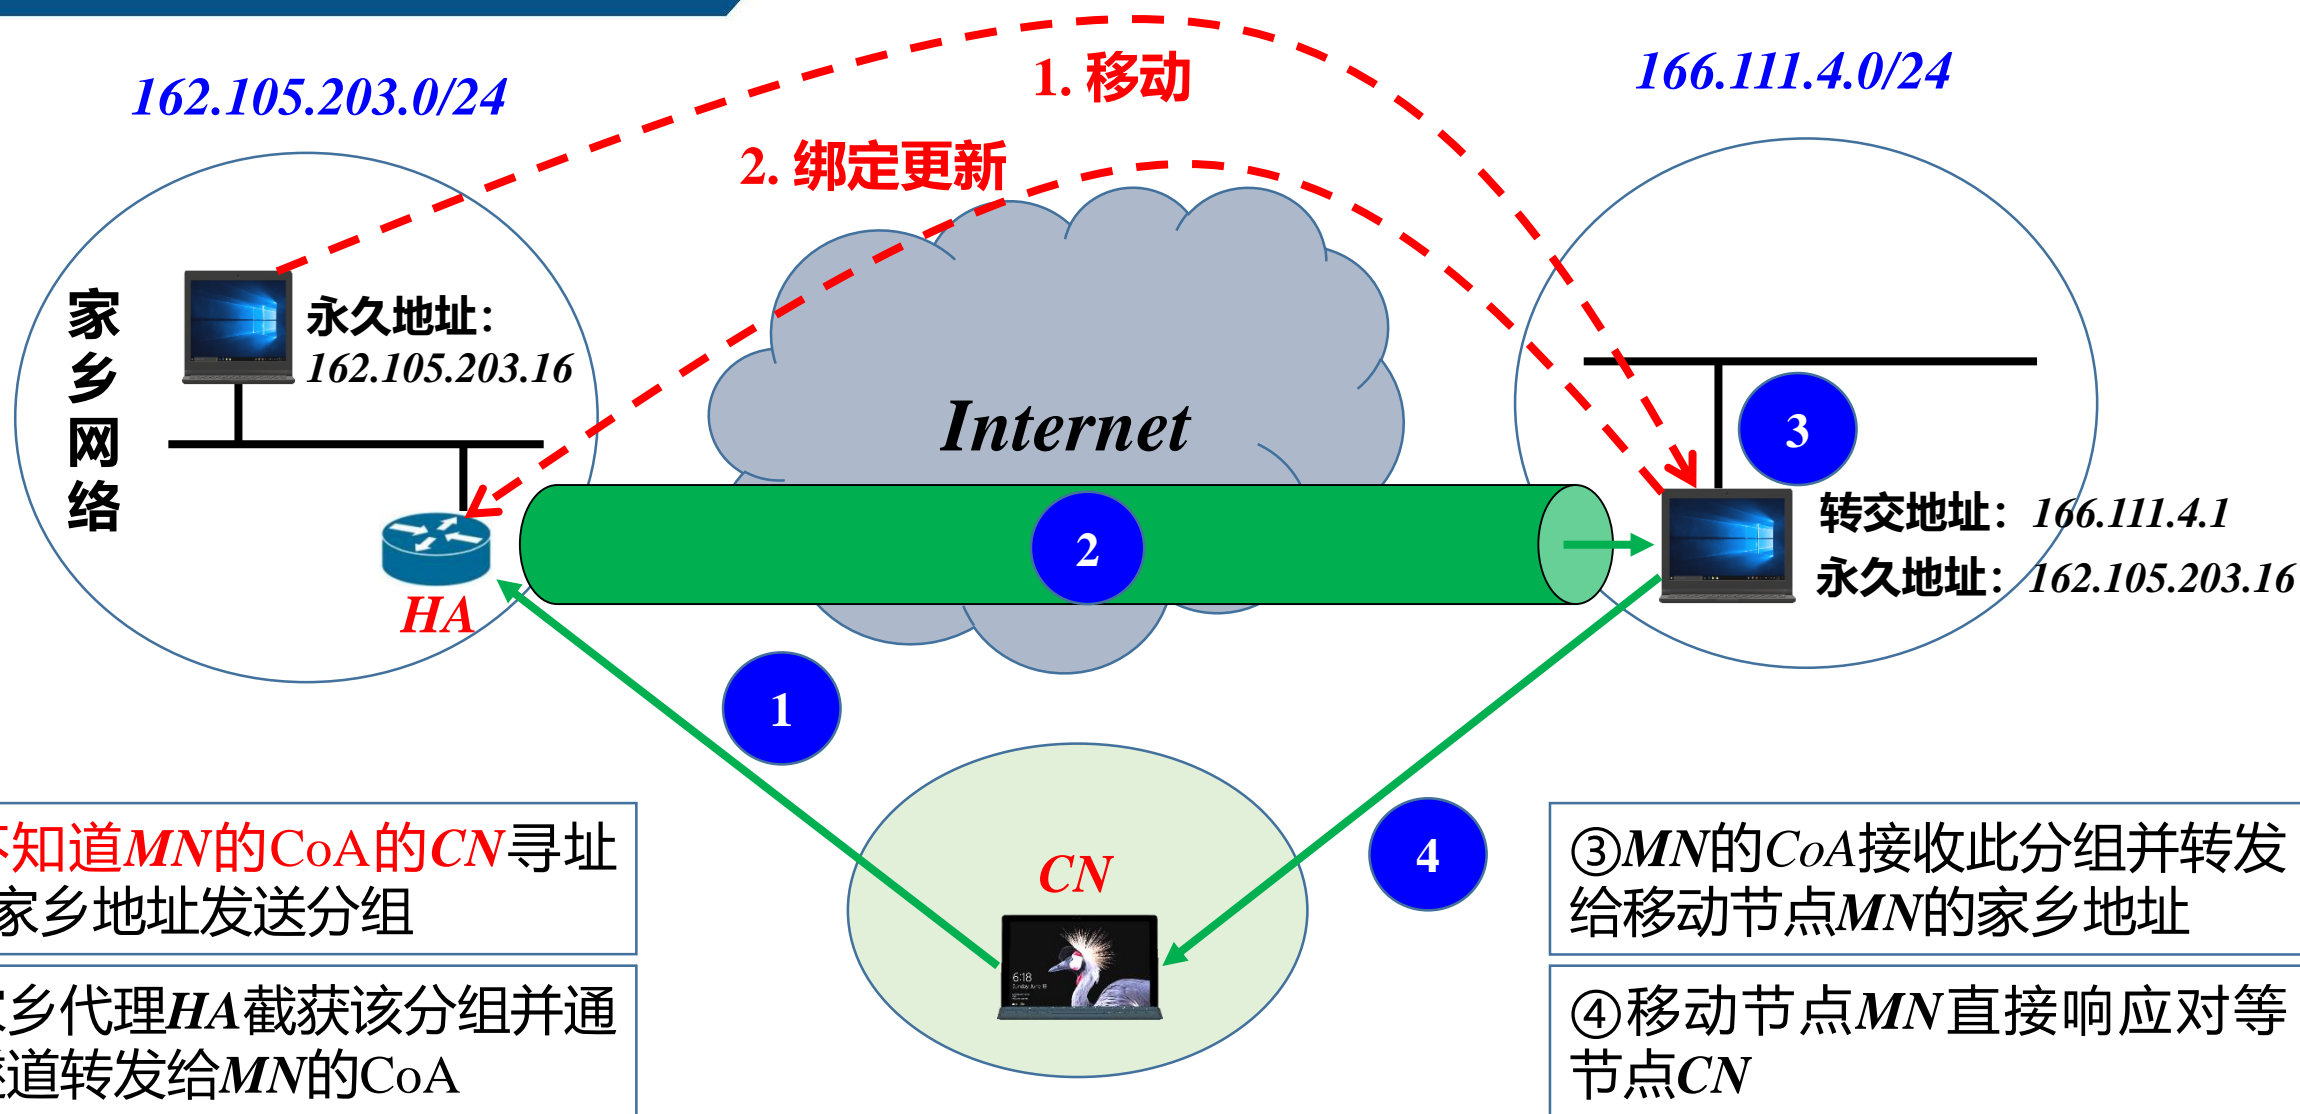 162.105.203.0/24
1. 移动
166.111.4.0/24
2. 绑定更新
家乡网络
永久地址：
162.105.203.16
Internet
3
2
转交地址：166.111.4.1
永久地址：162.105.203.16
HA
1
4
CN
6:18
不知道MN的CoA的CN寻址
家乡地址发送分组
家乡代理HA截获该分组并通
隧道转发给MN的CoA
③MN的CoA接收此分组并转发
给移动节点MN的家乡地址
④移动节点MN直接响应对等
节点CN